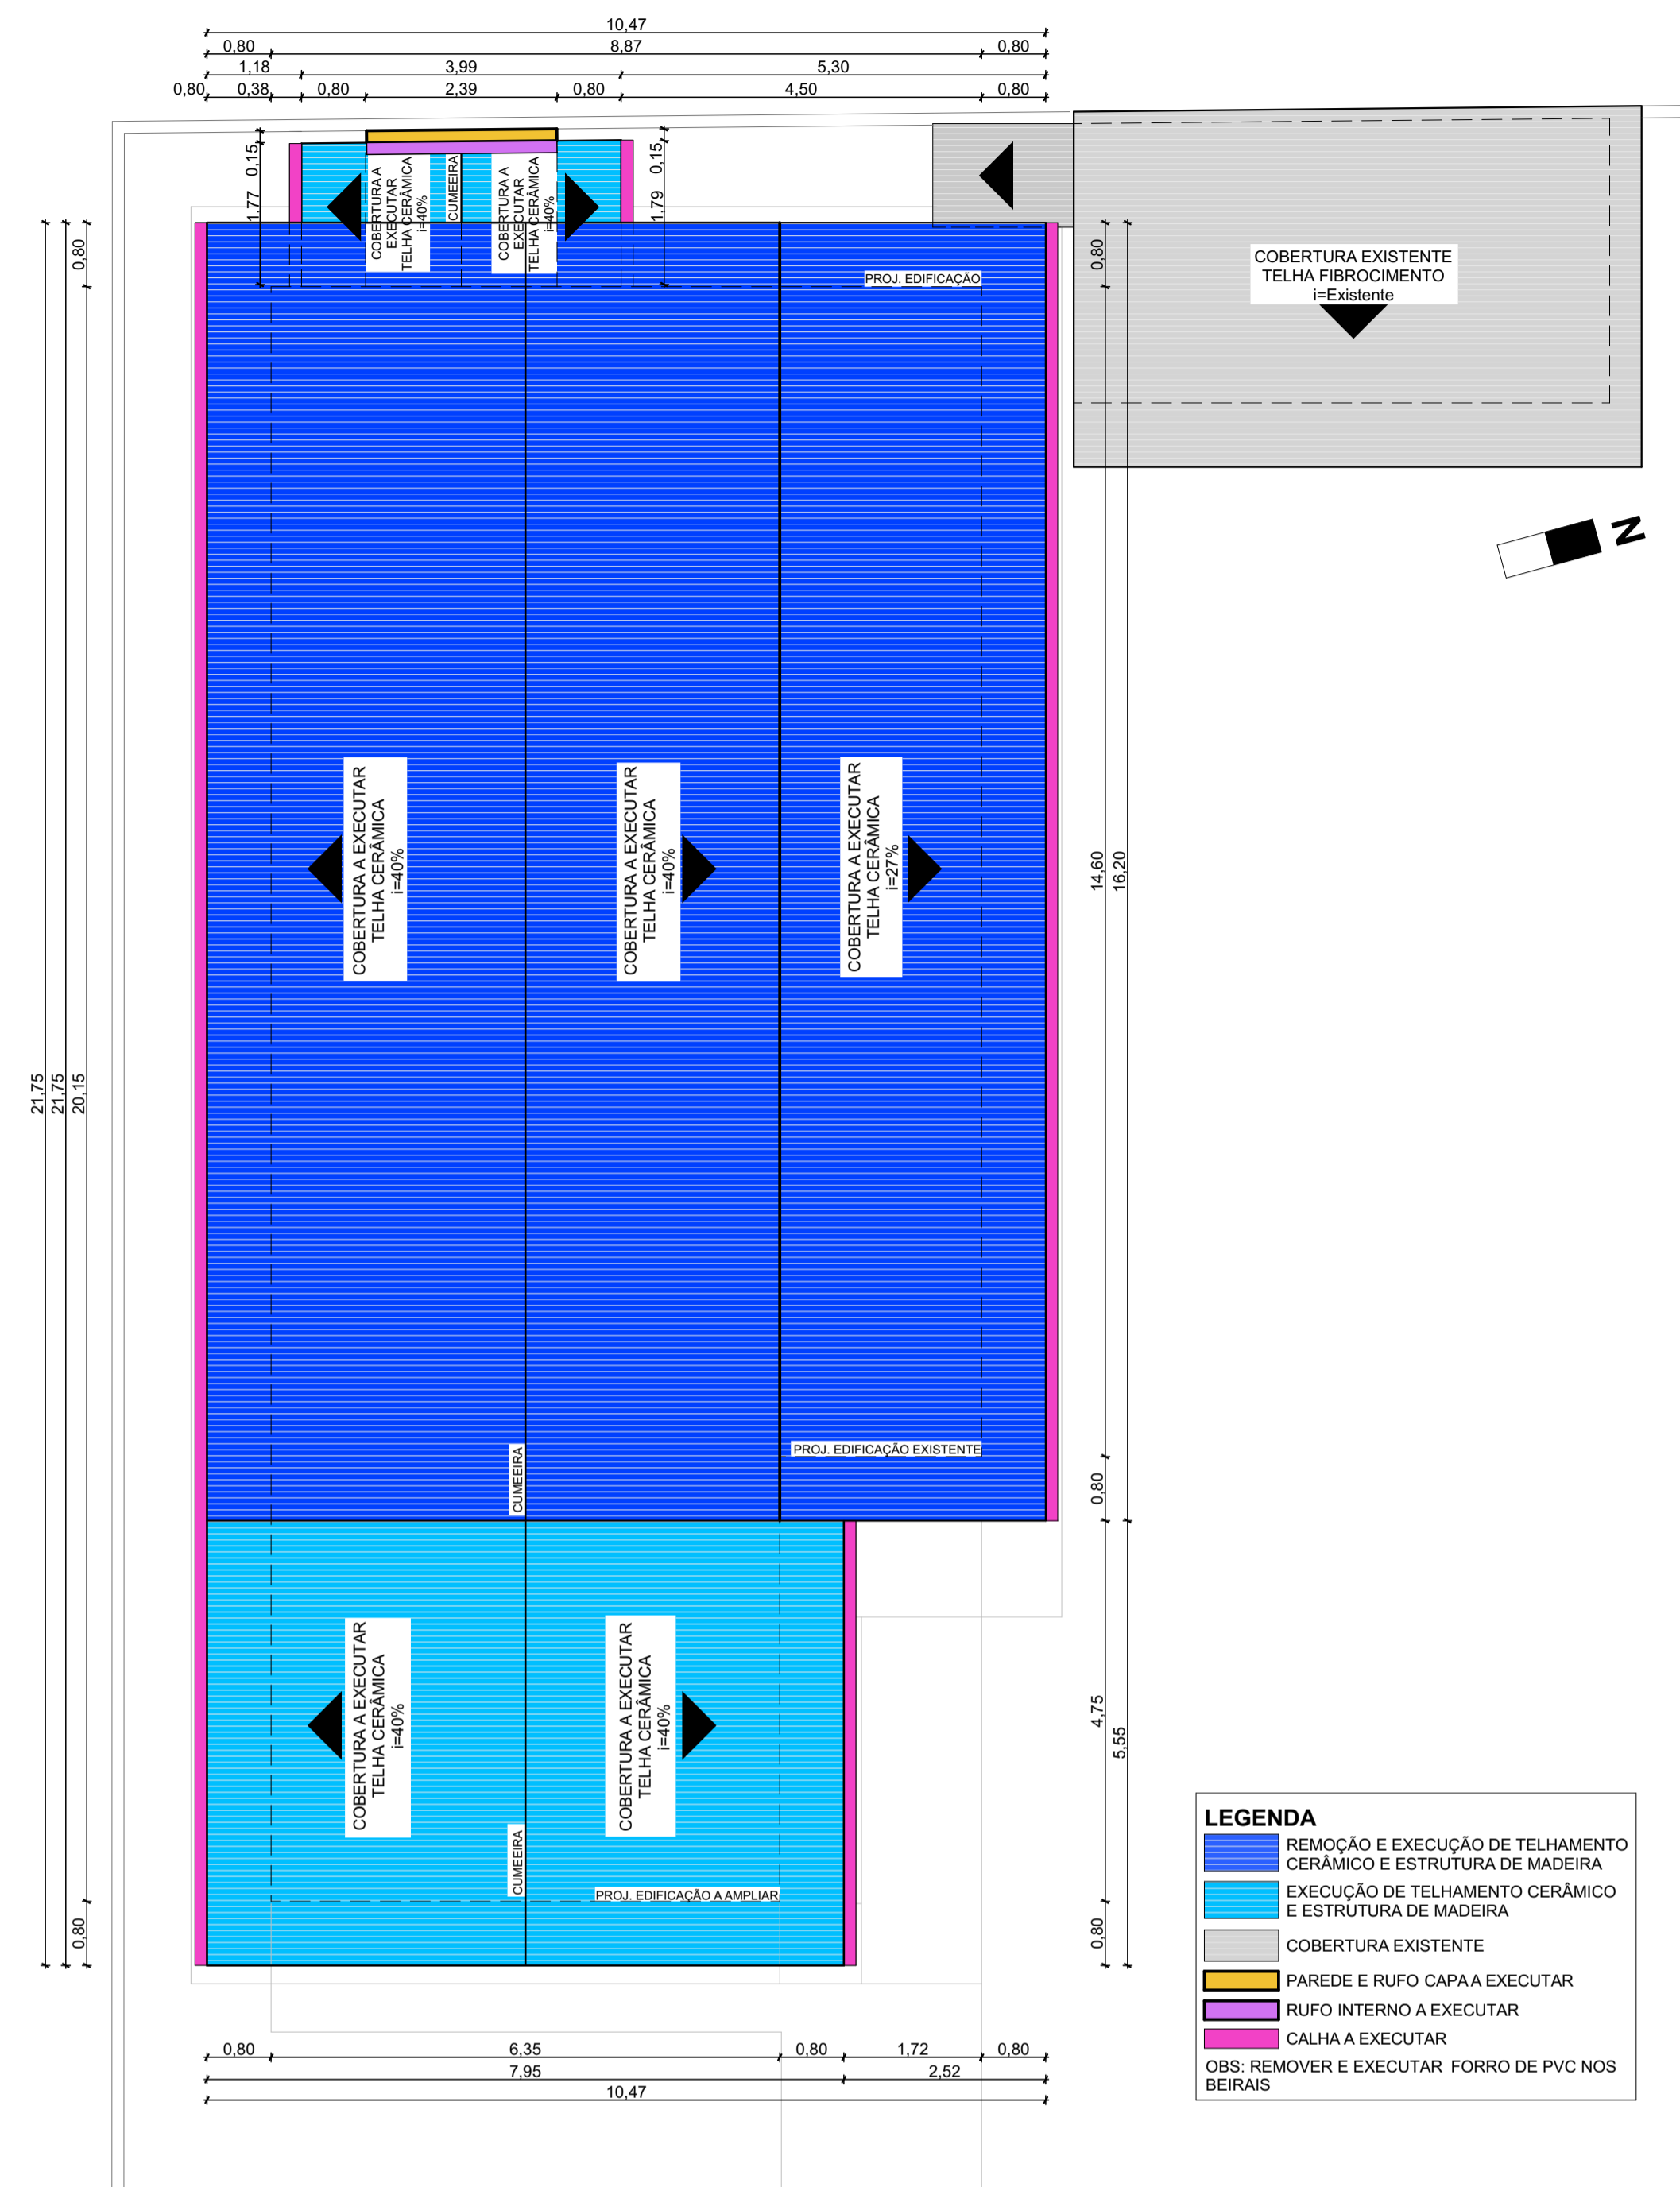 10,47
0,80 8,87 0,80
1,18 3,99 5,30
0,80 0,38 0,80 2,39 0,80 4,50 0,80
0,15
1,77
0,15
1,79
COBERTURA A
EXECUTAR
TELHA CERÂMICA
i=40%
CUMEEIRA
COBERTURA A
EXECUTAR
TELHA CERÂMICA
i=40%
0,80
0,80
PROJ. EDIFICAÇÃO
COBERTURA EXISTENTE
TELHA FIBROCIMENTO
i=Existente
N
COBERTURA A EXECUTAR
TELHA CERÂMICA
i=40%
COBERTURA A EXECUTAR
TELHA CERÂMICA
i=40%
COBERTURA A EXECUTAR
TELHA CERÂMICA
i=27%
14,60
16,20
21,75
21,75
20,15
CUMEEIRA
PROJ. EDIFICAÇÃO EXISTENTE
0,80
COBERTURA A EXECUTAR
TELHA CERÂMICA
i=40%
COBERTURA A EXECUTAR
TELHA CERÂMICA
i=40%
4,75
5,55
CUMEEIRA
PROJ. EDIFICAÇÃO A AMPLIAR
0,80
0,80
0,80 6,35 0,80 1,72 0,80
7,95 2,52
10,47
LEGENDA
REMOÇÃO E EXECUÇÃO DE TELHAMENTO
CERÂMICO E ESTRUTURA DE MADEIRA
EXECUÇÃO DE TELHAMENTO CERÂMICO
E ESTRUTURA DE MADEIRA
COBERTURA EXISTENTE
PAREDE E RUFO CAPA A EXECUTAR
RUFO INTERNO A EXECUTAR
CALHA A EXECUTAR
OBS: REMOVER E EXECUTAR FORRO DE PVC NOS
BEIRAIS